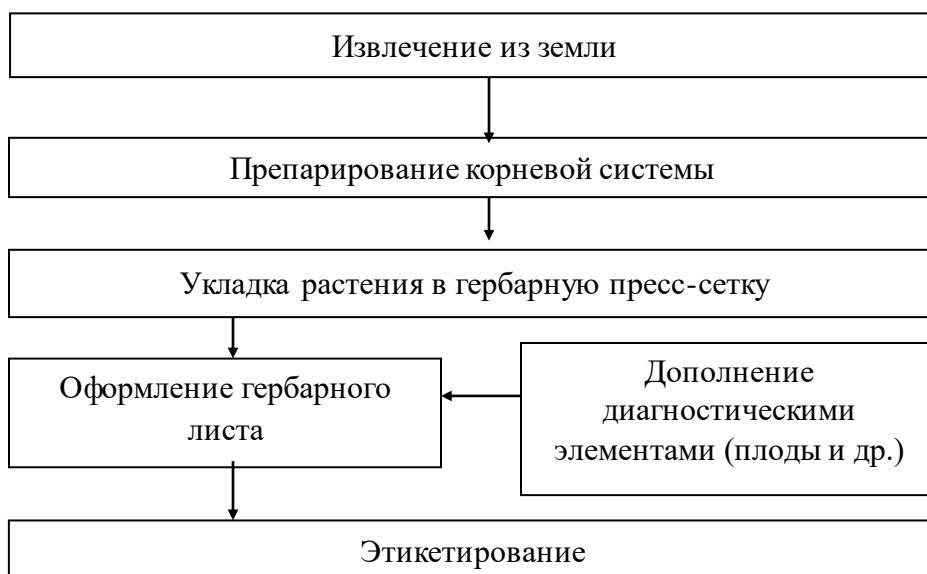 Извлечение из земли
Препарирование корневой системы
Укладка растения в гербарную пресс-сетку
Оформление гербарного
листа
Дополнение
диагностическими
элементами (плоды и др.)
Этикетирование